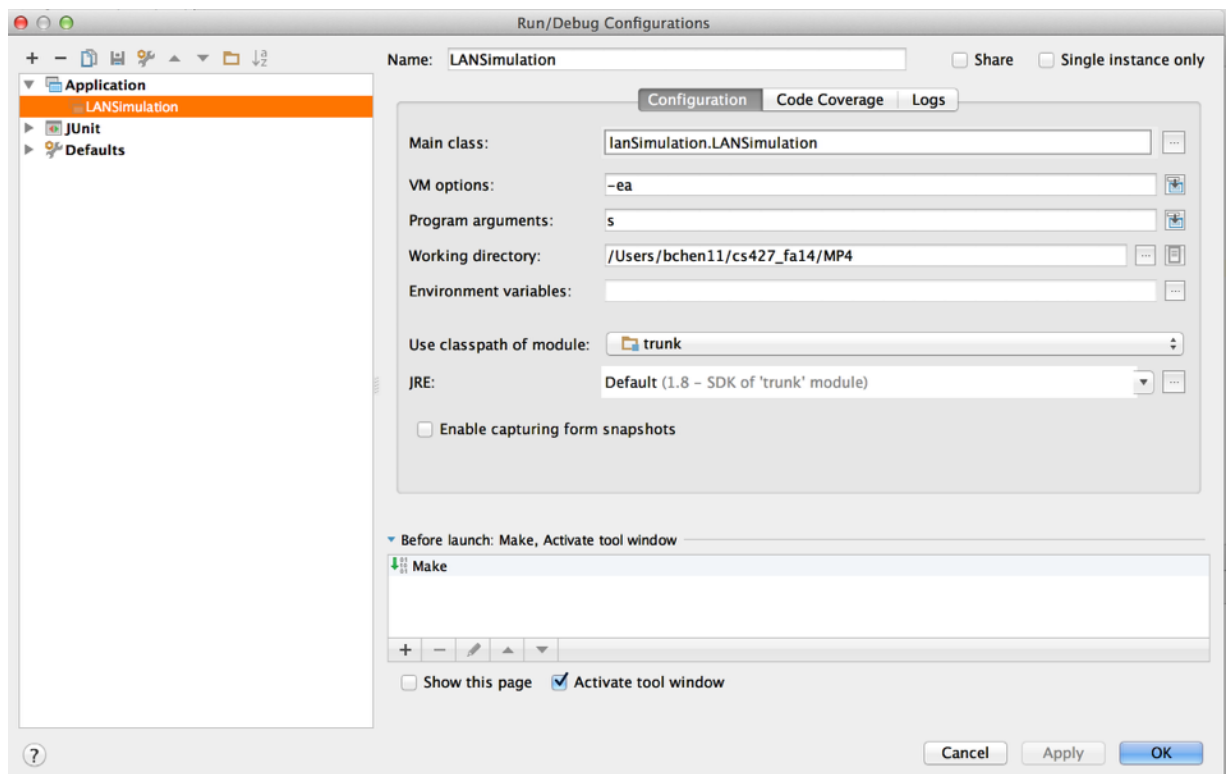 Run/Debug Configurations
Name: LANSimulation Share Single instance only
Application
LANSimulation
JUnit
Defaults
Configuration Code Coverage Logs
Main class: lanSimulation.LANSimulation
VM options: -ea
Program arguments: s
Working directory: /Users/bchen11/cs427_fa14/MP4
Environment variables:
Use classpath of module: trunk
JRE: Default (1.8 – SDK of 'trunk' module)
Enable capturing form snapshots
Before launch: Make, Activate tool window
Make
Show this page Activate tool window
? Cancel Apply OK